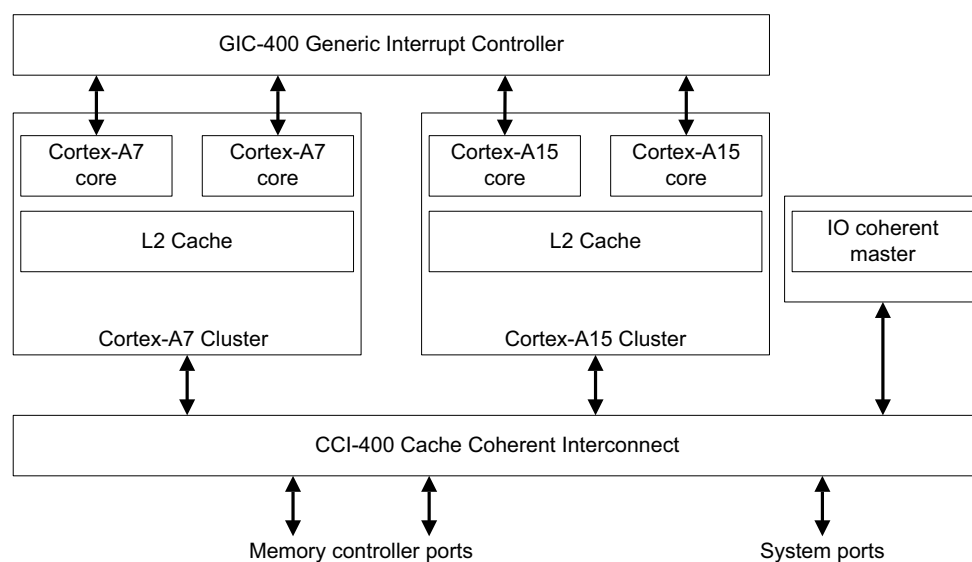 GIC-400 Generic Interrupt Controller
Cortex-A7
core
Cortex-A7
core
Cortex-A15
core
Cortex-A15
core
L2 Cache
L2 Cache
IO coherent
master
Cortex-A7 Cluster
Cortex-A15 Cluster
CCI-400 Cache Coherent Interconnect
Memory controller ports
System ports